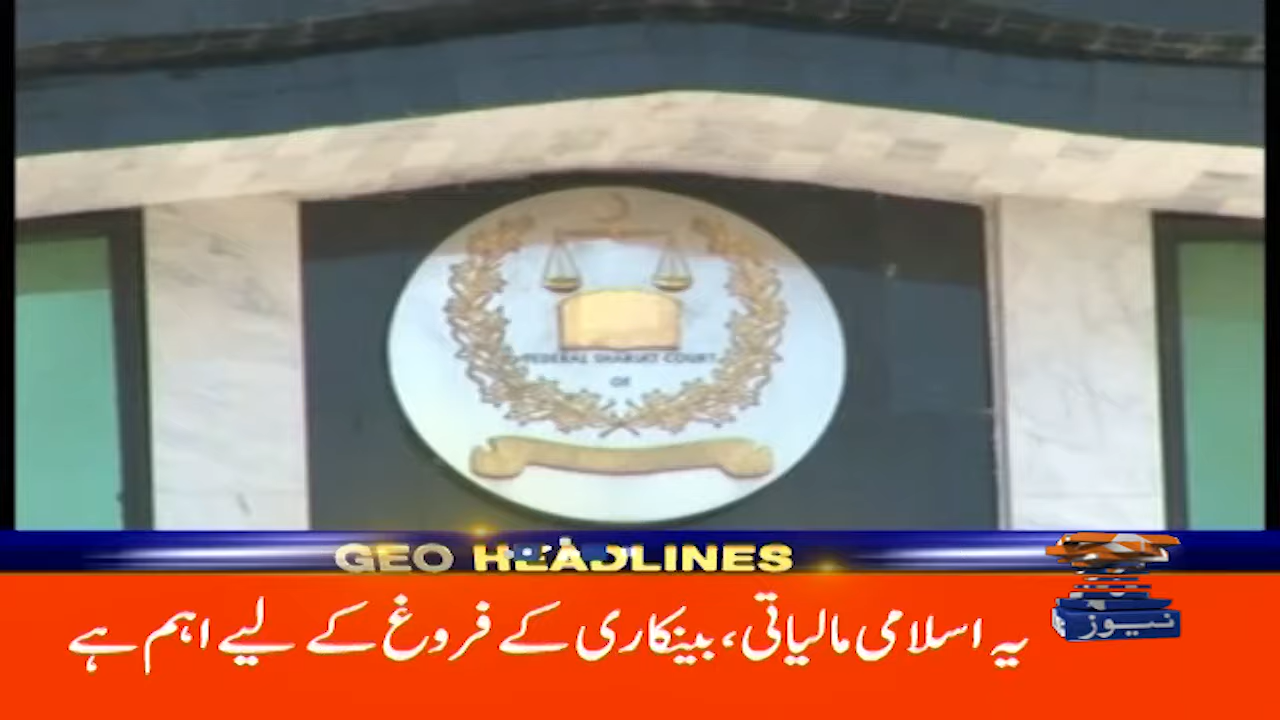 FEDERAL SHARIAT COURT
OF
GEO HEADLINES
یہ اسلامی مالیاتی، بینکاری کے فروغ کے لیے اہم ہے
نیوز